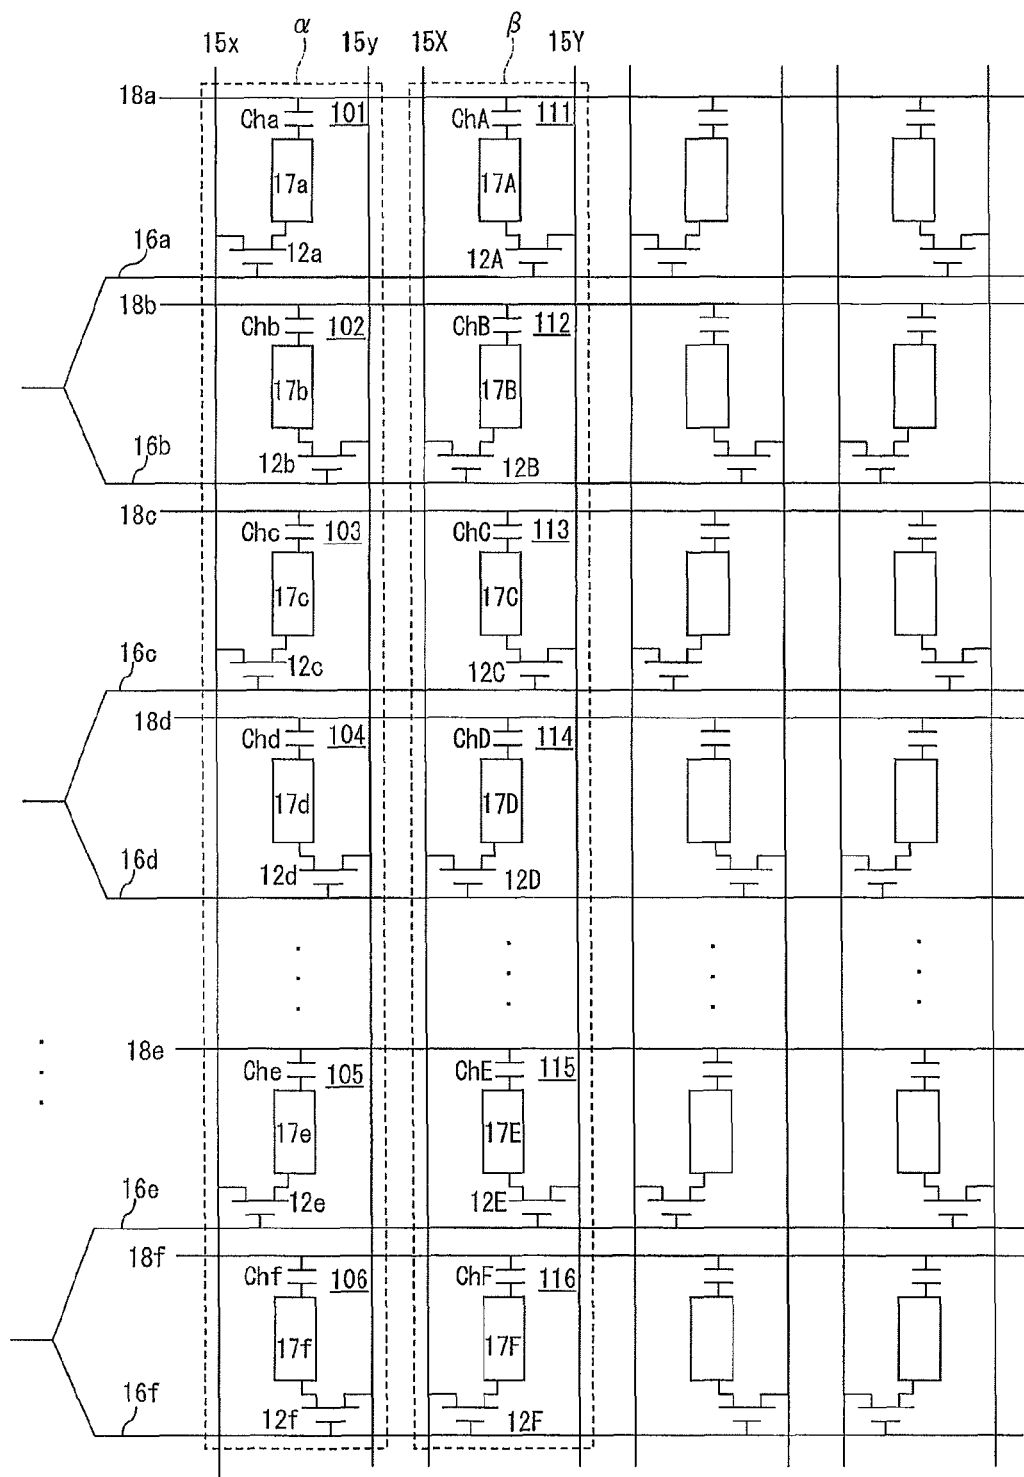 α β
15x 15y 15X 15Y
18a
Cha 101 ChA 111
17a 17A
16a 12a 12A
18b
Chb 102 ChB 112
17b 17B
16b 12b 12B
18c
Chc 103 ChC 113
17c 17C
16c 12c 12C
18d
Chd 104 ChD 114
17d 17D
16d 12d 12D
18e
Che 105 ChE 115
17e 17E
16e 12e 12E
18f
Chf 106 ChF 116
17f 17F
16f 12f 12F